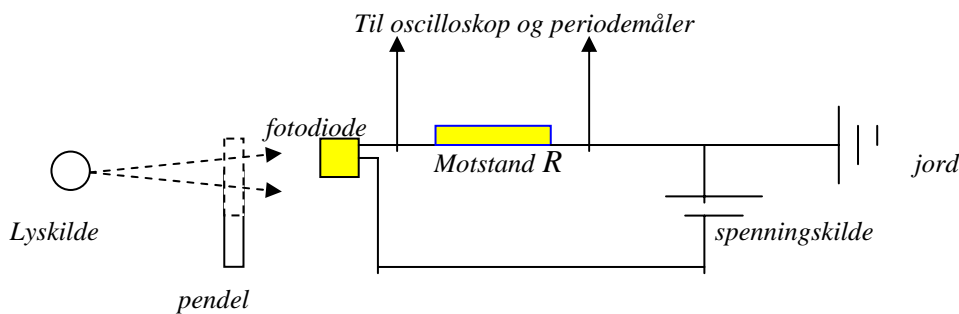 Til oscilloskop og periodemåler
fotodiode
Motstand R
jord
Lyskilde
spenningskilde
pendel